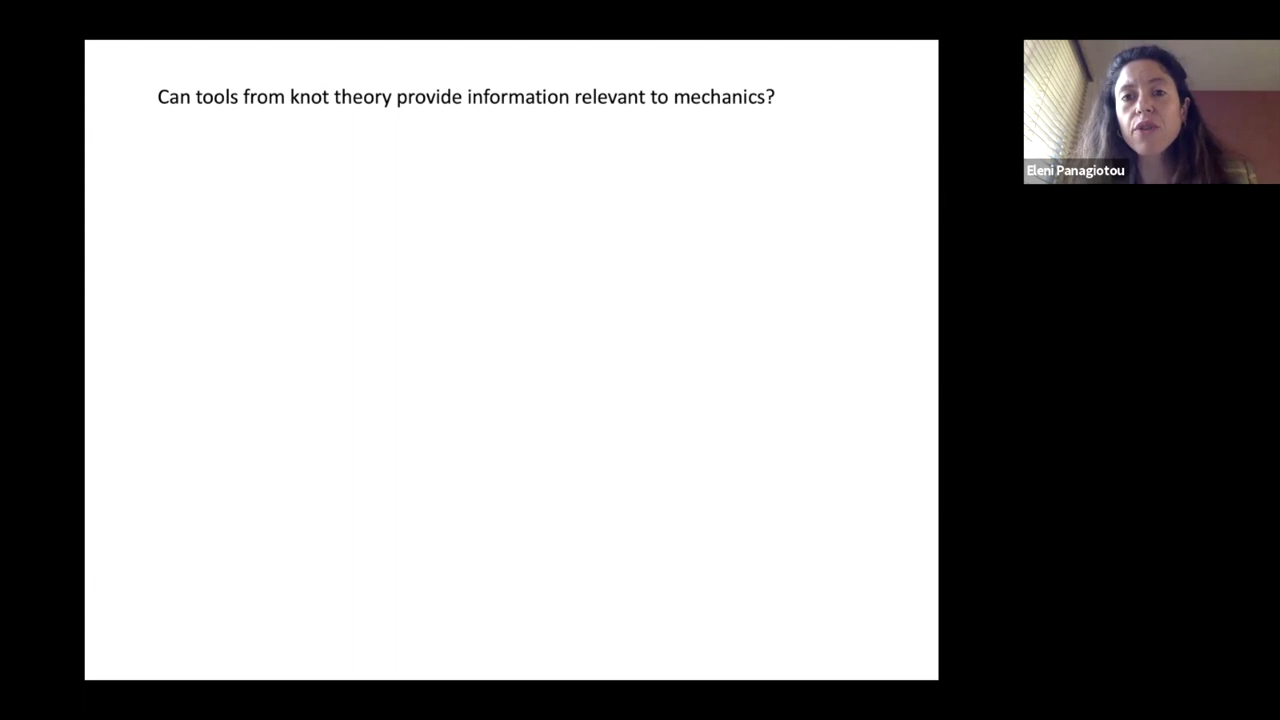 Can tools from knot theory provide information relevant to mechanics?
Eleni Panagiotou